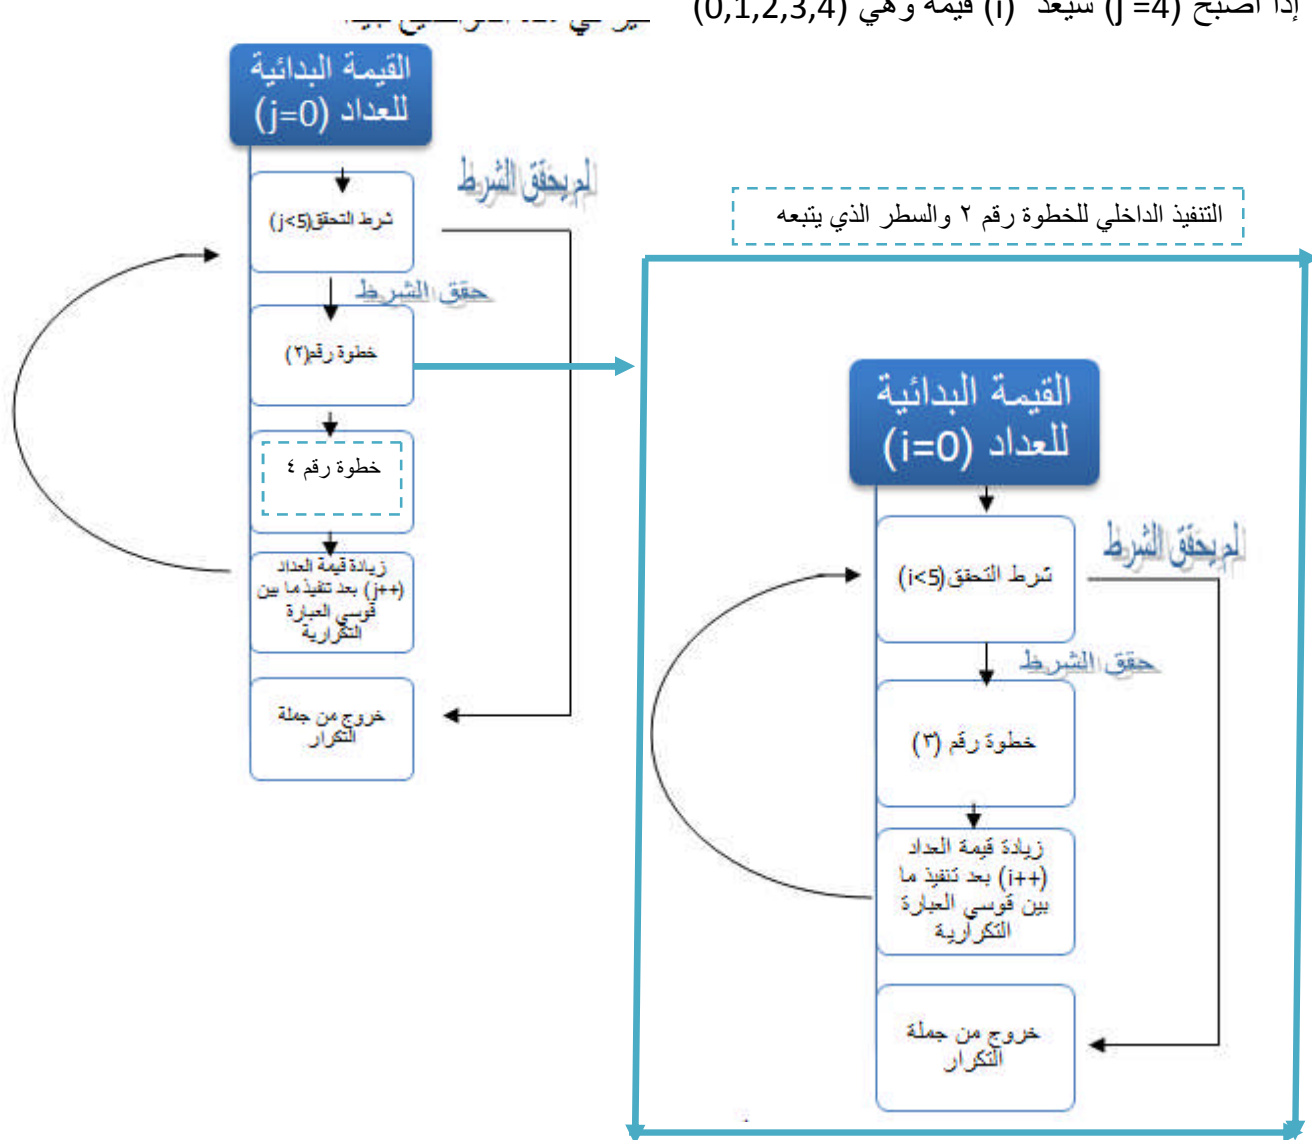 إذا أصبح (j =4) سيعد (i) قيمة وهي (0,1,2,3,4)
القيمة البدائية
للعداد (j=0)
لم يحقق الشرط
شرط التحقق(j<5)
حقق الشرط
خطوة رقم(٢)
خطوة رقم ٤
زيادة قيمة العداد
(j++) بعد تنفيذ ما بين
قوسي العبارة
التكرارية
خروج من جملة
التكرار
التنفيذ الداخلي للخطوة رقم ٢ والسطر الذي يتبعه
القيمة البدائية
للعداد (i=0)
لم يحقق الشرط
شرط التحقق(i<5)
حقق الشرط
خطوة رقم (٣)
زيادة قيمة العداد
(i++) بعد تنفيذ ما
بين قوسي العبارة
التكرارية
خروج من جملة
التكرار